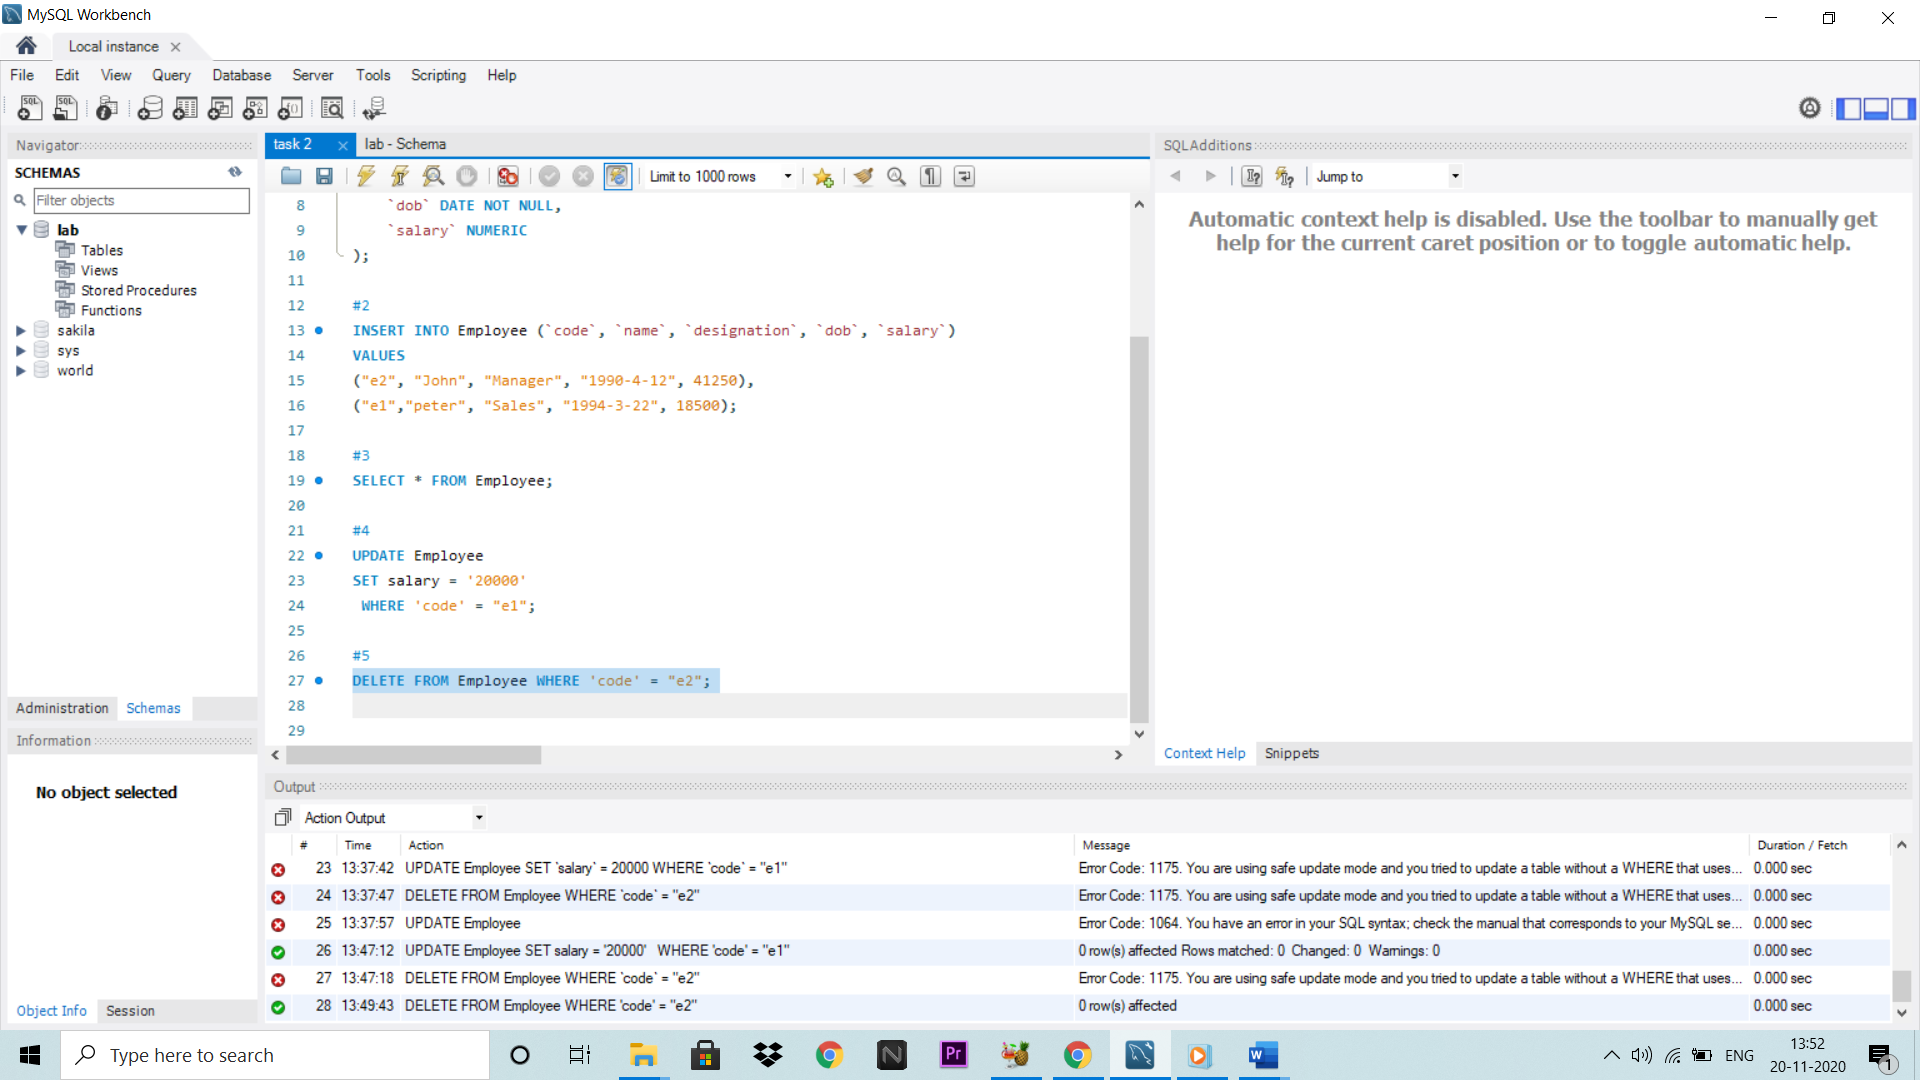 MySQL Workbench
Local instance
File Edit View Query Database Server Tools Scripting Help
Navigator
SCHEMAS
Filter objects
lab
Tables
Views
Stored Procedures
Functions
sakila
sys
world
Administration Schemas
Information
No object selected
Object Info Session
task 2 lab - Schema
Limit to 1000 rows
8 `dob` DATE NOT NULL,
9 `salary` NUMERIC
10 );
11
12 #2
13 INSERT INTO Employee (`code`, `name`, `designation`, `dob`, `salary`)
14 VALUES
15 ("e2", "John", "Manager", "1990-4-12", 41250),
16 ("e1","peter", "Sales", "1994-3-22", 18500);
17
18 #3
19 SELECT * FROM Employee;
20
21 #4
22 UPDATE Employee
23 SET salary = '20000'
24 WHERE 'code' = "e1";
25
26 #5
27 DELETE FROM Employee WHERE 'code' = "e2";
28
29
SQLAdditions
Jump to
Automatic context help is disabled. Use the toolbar to manually get
help for the current caret position or to toggle automatic help.
Context Help Snippets
Output
Action Output
# Time Action Message Duration / Fetch
23 13:37:42 UPDATE Employee SET `salary` = 20000 WHERE `code` = "e1" Error Code: 1175. You are using safe update mode and you tried to update a table without a WHERE that uses... 0.000 sec
24 13:37:47 DELETE FROM Employee WHERE `code` = "e2" Error Code: 1175. You are using safe update mode and you tried to update a table without a WHERE that uses... 0.000 sec
25 13:37:57 UPDATE Employee Error Code: 1064. You have an error in your SQL syntax; check the manual that corresponds to your MySQL se... 0.000 sec
26 13:47:12 UPDATE Employee SET salary = '20000' WHERE 'code' = "e1" 0 row(s) affected Rows matched: 0 Changed: 0 Warnings: 0 0.000 sec
27 13:47:18 DELETE FROM Employee WHERE `code` = "e2" Error Code: 1175. You are using safe update mode and you tried to update a table without a WHERE that uses... 0.000 sec
28 13:49:43 DELETE FROM Employee WHERE 'code' = "e2" 0 row(s) affected 0.000 sec
Type here to search
ENG
13:52
20-11-2020
1